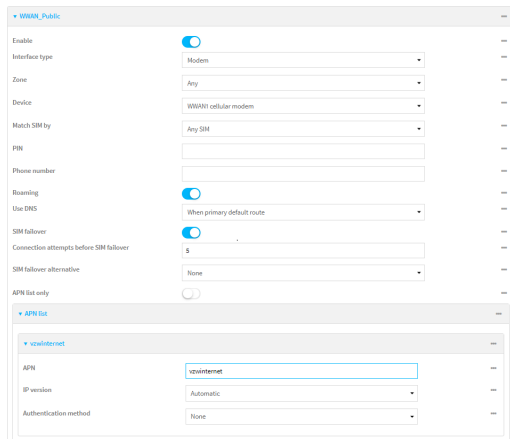 WWAN_Public
Enable
Interface type
Modem
Zone
Any
Device
WWAN1 cellular modem
Match SIM by
Any SIM
PIN
Phone number
Roaming
Use DNS
When primary default route
SIM failover
Connection attempts before SIM failover
5
SIM failover alternative
None
APN list only
APN list
vzwinternet
APN
vzwinternet
IP version
Automatic
Authentication method
None